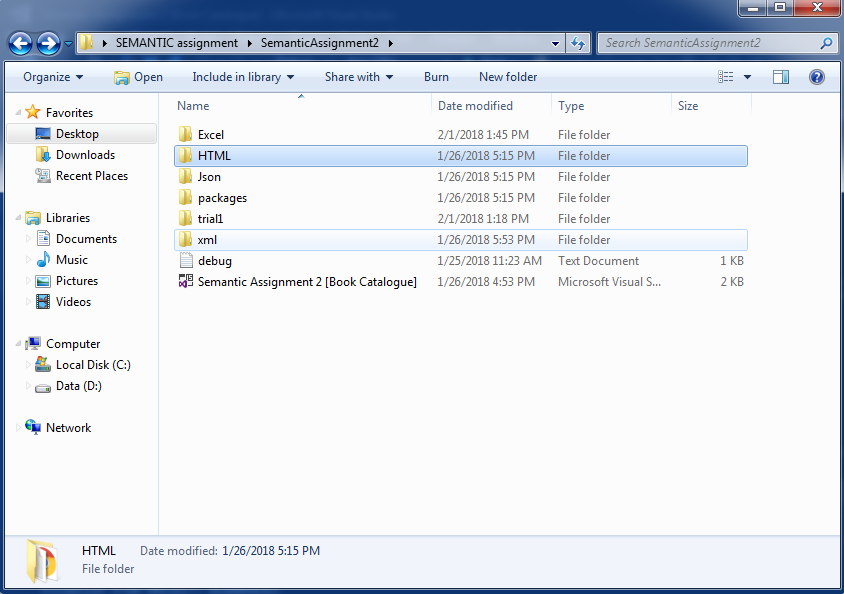 SEMANTIC assignment SemanticAssignment2 Search SemanticAssignment2
Organize Open Include in library Share with Burn New folder
Name Date modified Type Size
Favorites
Desktop
Downloads
Recent Places
Libraries
Documents
Music
Pictures
Videos
Computer
Local Disk (C:)
Data (D:)
Network
Excel 2/1/2018 1:45 PM File folder
HTML 1/26/2018 5:15 PM File folder
Json 1/26/2018 5:15 PM File folder
packages 1/26/2018 5:15 PM File folder
trial1 2/1/2018 1:18 PM File folder
xml 1/26/2018 5:53 PM File folder
debug 1/25/2018 11:23 AM Text Document 1 KB
Semantic Assignment 2 [Book Catalogue] 1/26/2018 4:53 PM Microsoft Visual S... 2 KB
HTML Date modified: 1/26/2018 5:15 PM
File folder